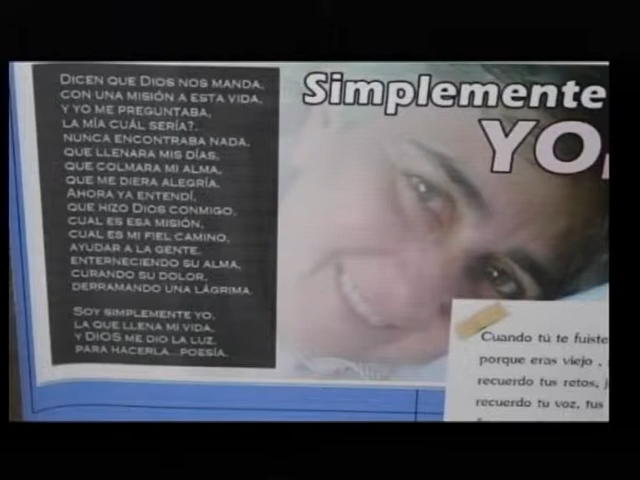 DICEN QUE DIOS NOS MANDA,
CON UNA MISIÓN A ESTA VIDA,
Y YO ME PREGUNTABA,
LA MÍA CUÁL SERÍA?.
NUNCA ENCONTRABA NADA,
QUE LLENARA MIS DÍAS,
QUE COLMARA MI ALMA,
QUE ME DIERA ALEGRÍA.
AHORA YA ENTENDÍ,
QUE HIZO DIOS CONMIGO,
CUAL ES ESA MISIÓN,
CUAL ES MI FIEL CAMINO,
AYUDAR A LA GENTE,
ENTERNECIENDO SU ALMA,
CURANDO SU DOLOR,
DERRAMANDO UNA LÁGRIMA.
SOY SIMPLEMENTE YO,
LA QUE LLENA MI VIDA,
Y DIOS ME DIO LA LUZ,
PARA HACERLA...POESÍA.
Simplemente
YO
Cuando tú te fuiste
porque eras viejo ,
recuerdo tus retos,
recuerdo tu voz, tus